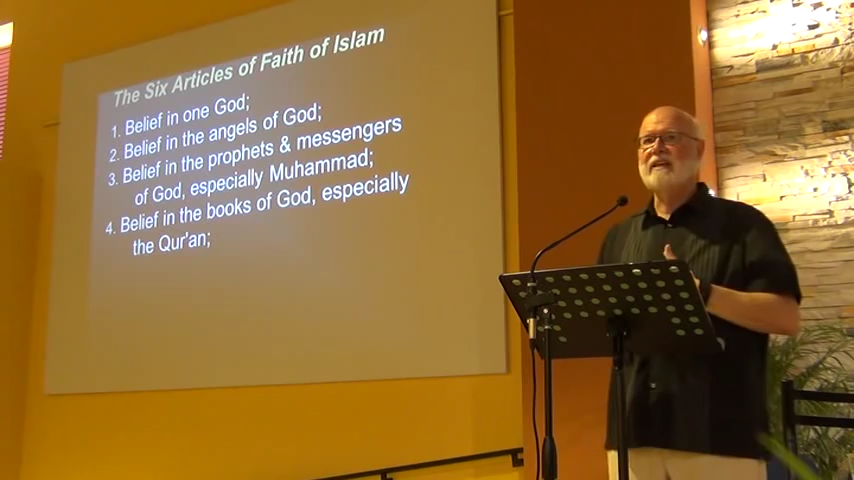 The Six Articles of Faith of Islam
1. Belief in one God;
2. Belief in the angels of God;
3. Belief in the prophets & messengers
of God, especially Muhammad;
4. Belief in the books of God, especially
the Qur'an;